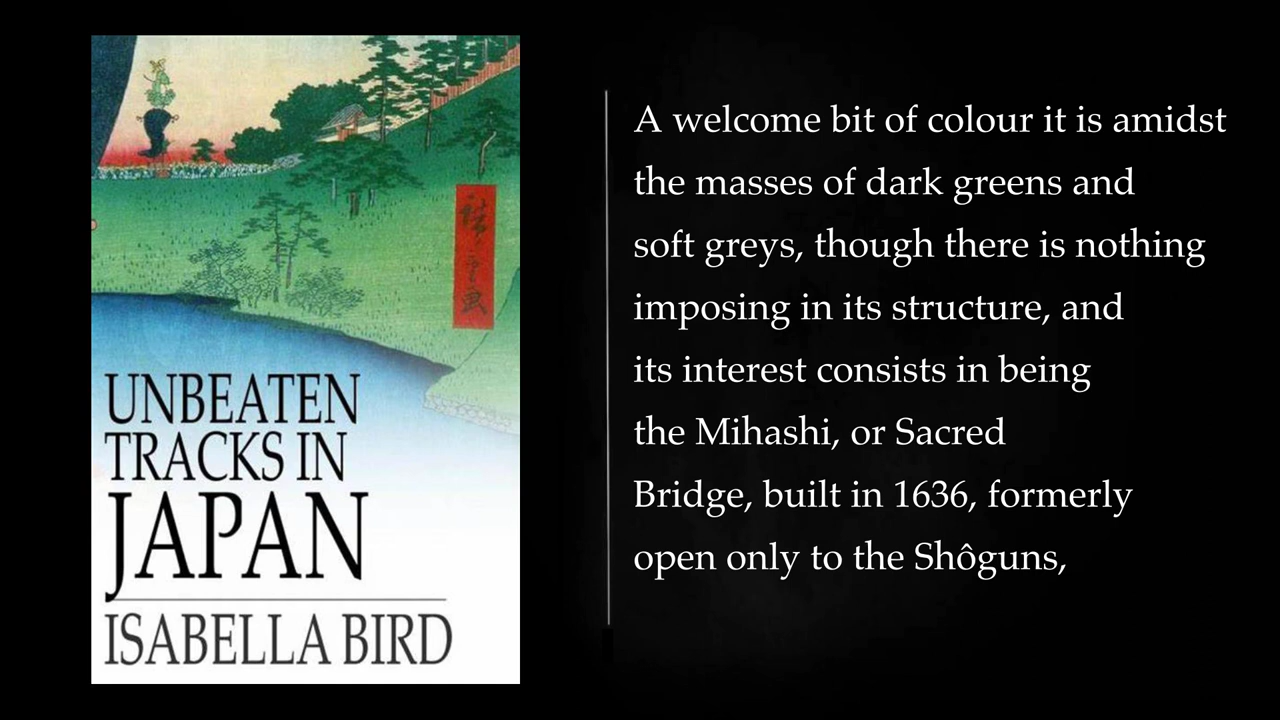 UNBEATEN
TRACKS IN
JAPAN
ISABELLA BIRD
A welcome bit of colour it is amidst
the masses of dark greens and
soft greys, though there is nothing
imposing in its structure, and
its interest consists in being
the Mihashi, or Sacred
Bridge, built in 1636, formerly
open only to the Shôguns,